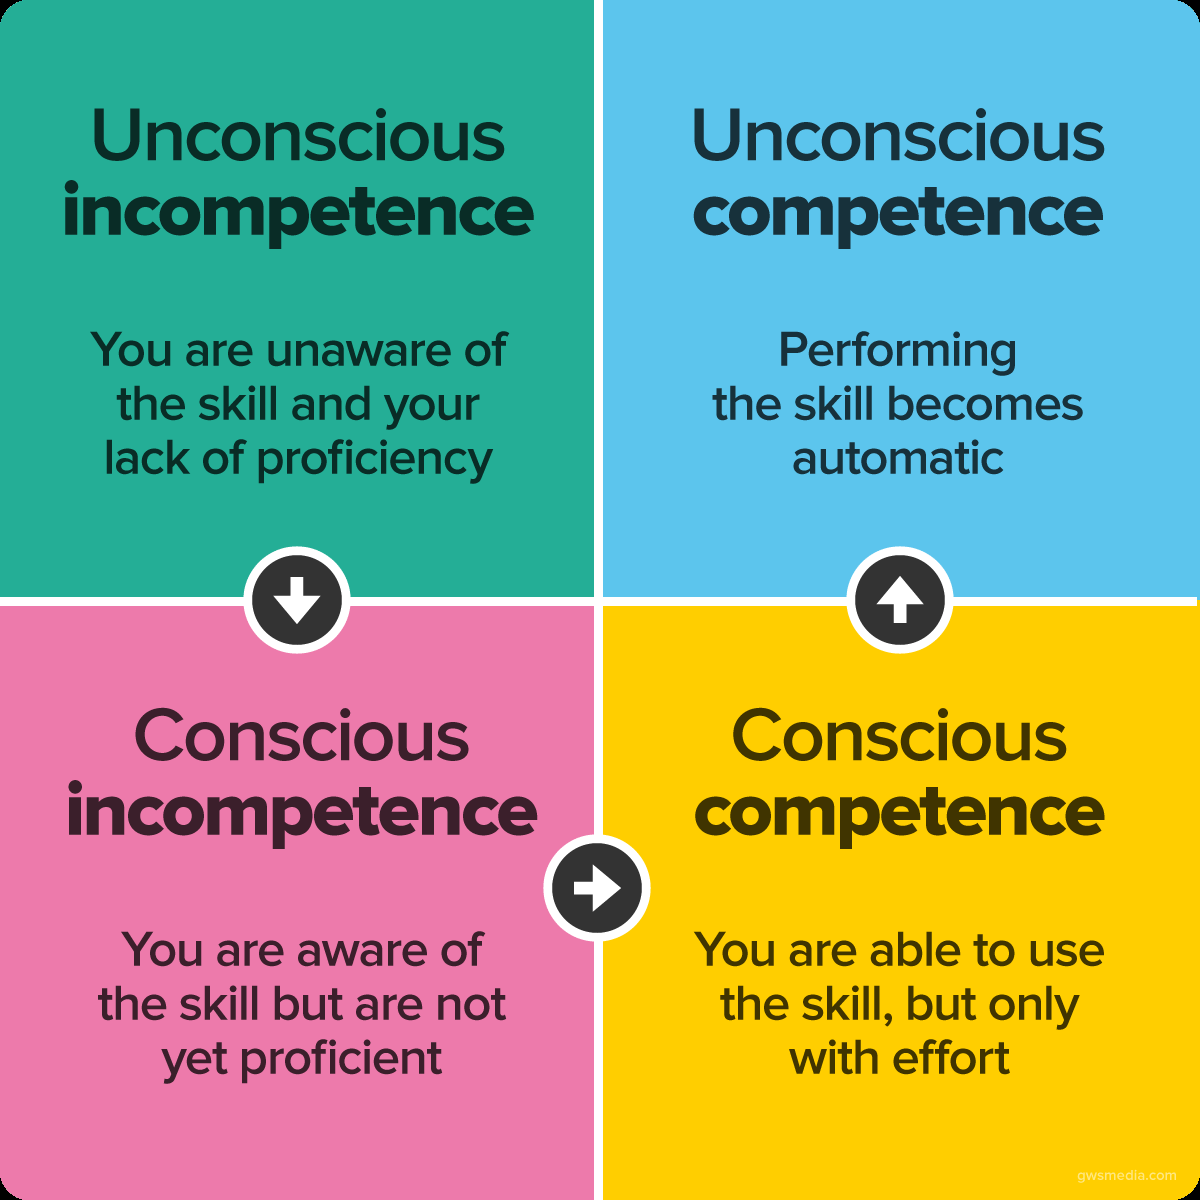 Unconscious
incompetence
You are unaware of
the skill and your
lack of proficiency
Unconscious
competence
Performing
the skill becomes
automatic
Conscious
incompetence
You are aware of
the skill but are not
yet proficient
Conscious
competence
You are able to use
the skill, but only
with effort
gwsmedia.com